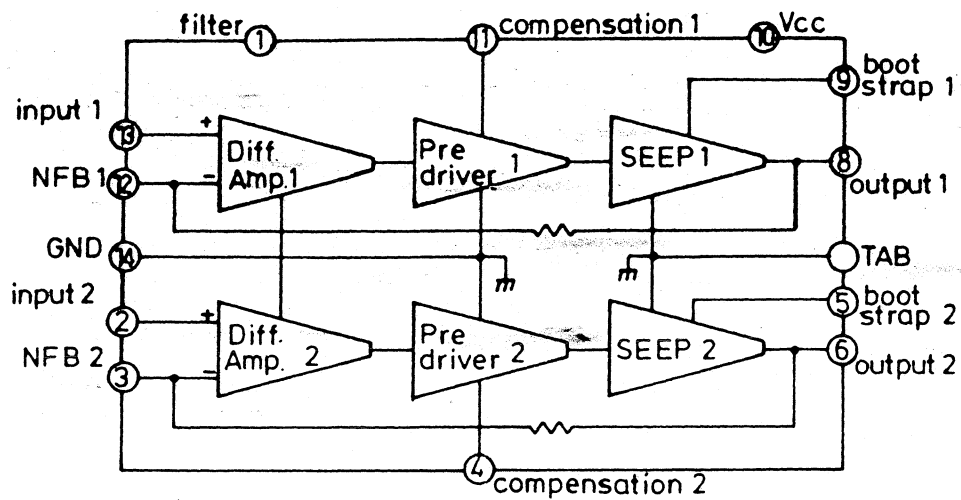 filter 1
11 compensation 1
10 Vcc
9 boot strap 1
input 1
13 +
Diff. Amp.1
Pre driver 1
SEEP 1
NFB 1
12 -
8
output 1
GND
14
TAB
input 2
2 +
Diff. Amp. 2
Pre driver 2
SEEP 2
5 boot strap 2
NFB 2
3 -
6
output 2
4
compensation 2